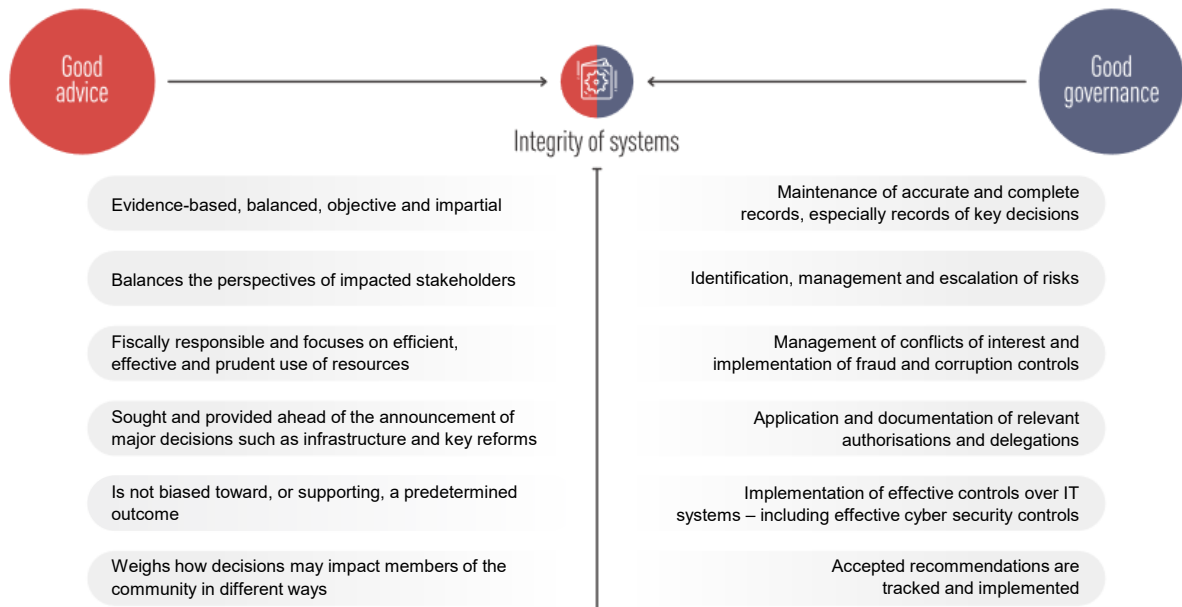 Good
advice
Good
governance
Integrity of systems
Evidence-based, balanced, objective and impartial
Maintenance of accurate and complete
records, especially records of key decisions
Balances the perspectives of impacted stakeholders
Identification, management and escalation of risks
Fiscally responsible and focuses on efficient,
effective and prudent use of resources
Management of conflicts of interest and
implementation of fraud and corruption controls
Sought and provided ahead of the announcement of
major decisions such as infrastructure and key reforms
Application and documentation of relevant
authorisations and delegations
Is not biased toward, or supporting, a predetermined
outcome
Implementation of effective controls over IT
systems – including effective cyber security controls
Weighs how decisions may impact members of the
community in different ways
Accepted recommendations are
tracked and implemented